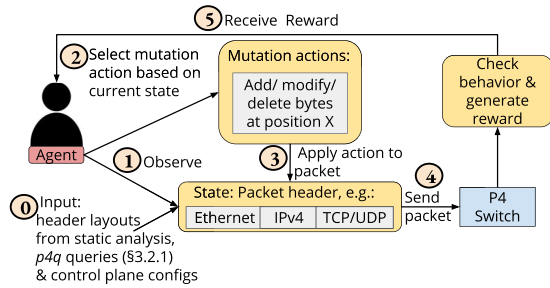 5 Receive Reward
2 Select mutation
action based on
current state
Mutation actions:
Add/ modify/
delete bytes
at position X
Check
behavior &
generate
reward
Agent
1 Observe
3 Apply action to
packet
4
Send
packet
0 Input:
header layouts
from static analysis,
p4q queries (§3.2.1)
& control plane configs
State: Packet header, e.g.:
Ethernet IPv4 TCP/UDP
P4
Switch